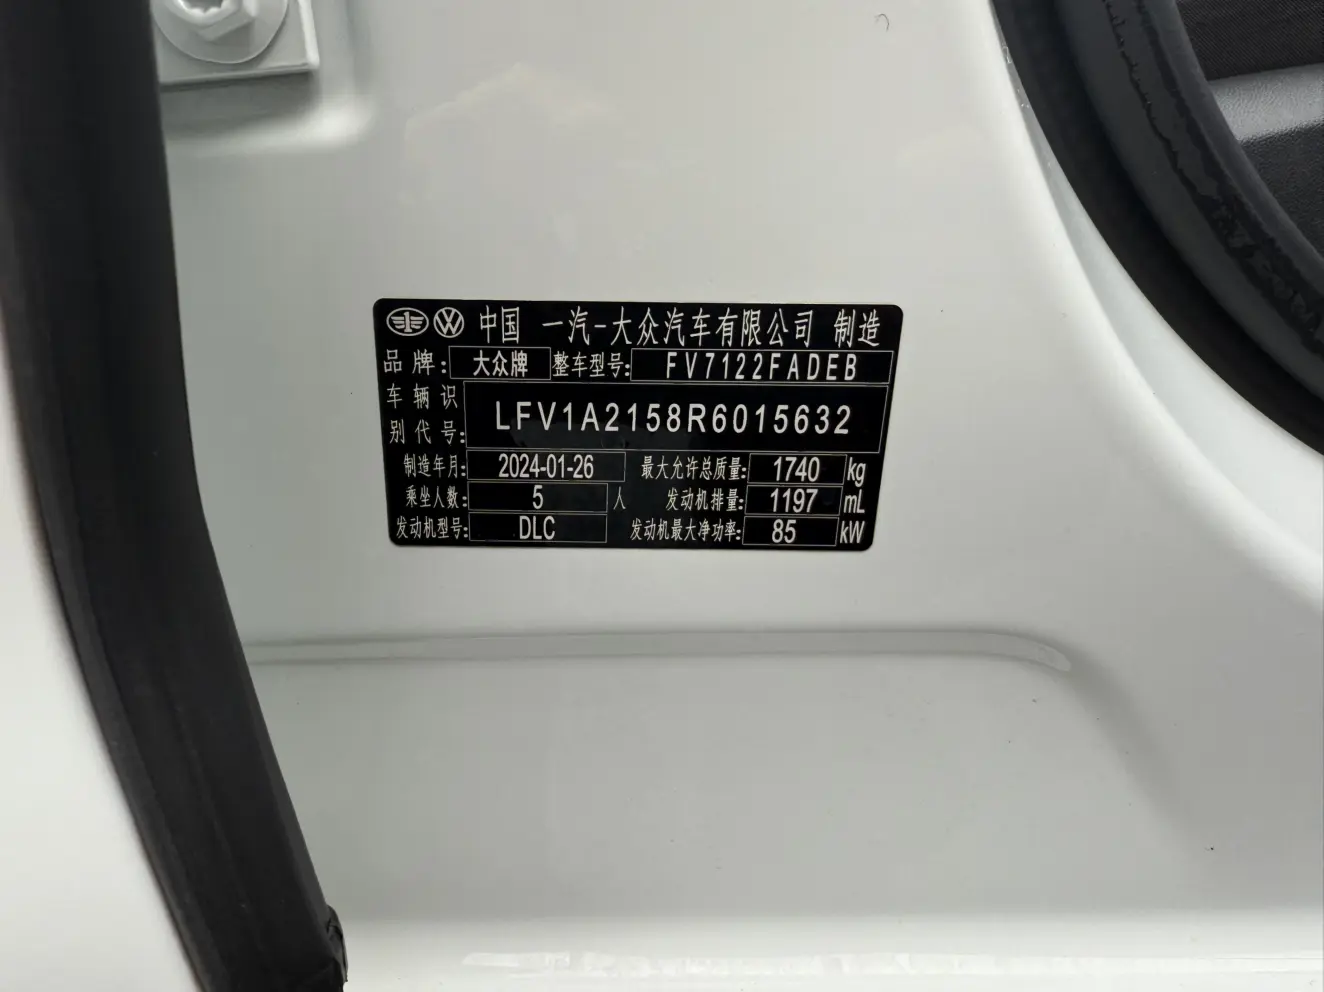 中国 一汽-大众汽车有限公司 制造
品牌: 大众牌 整车型号: FV7122FADEB
车辆识别代号: LFV1A2158R6015632
制造年月: 2024-01-26 最大允许总质量: 1740 kg
乘坐人数: 5 人 发动机排量: 1197 mL
发动机型号: DLC 发动机最大净功率: 85 kW